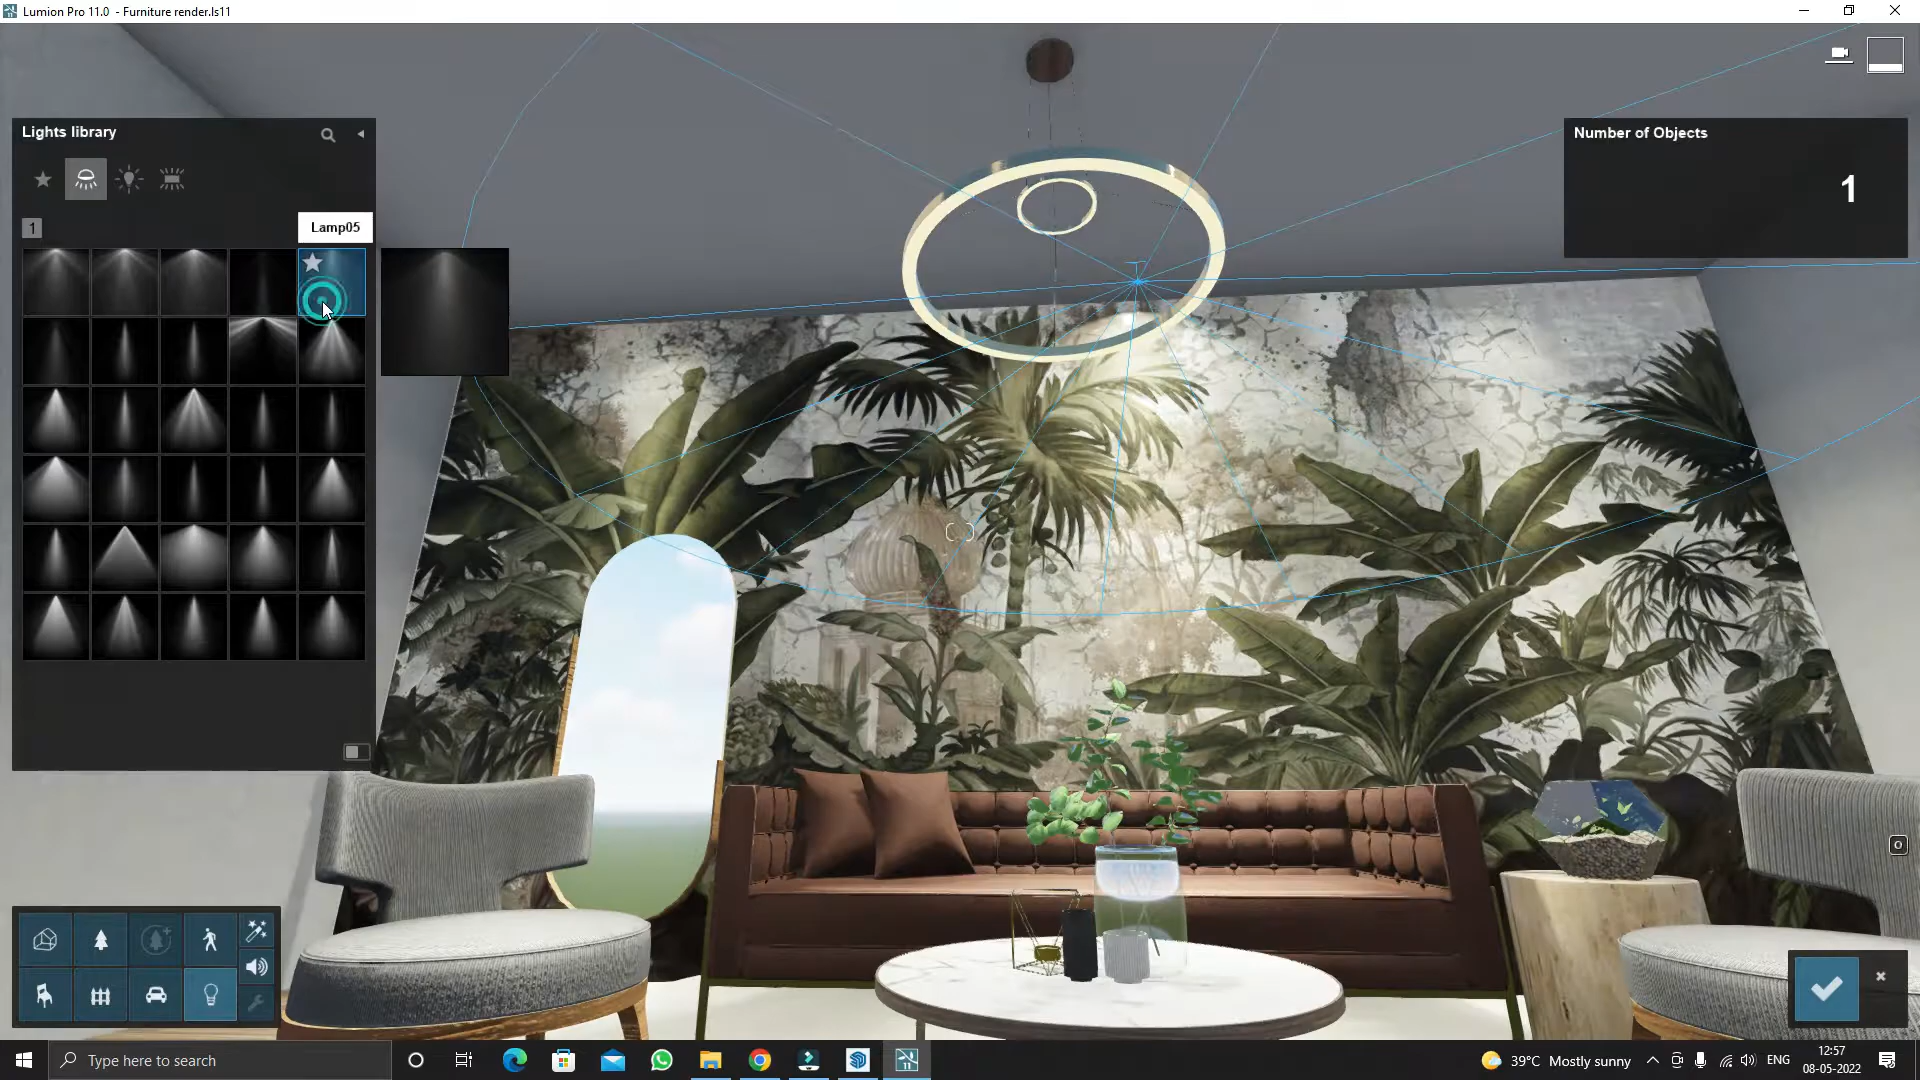 Lumion Pro 11.0 - Furniture render.ls11
Lights library
1
Lamp05
Number of Objects
1
O
Type here to search
11
39°C Mostly sunny
ENG
12:57
08-05-2022